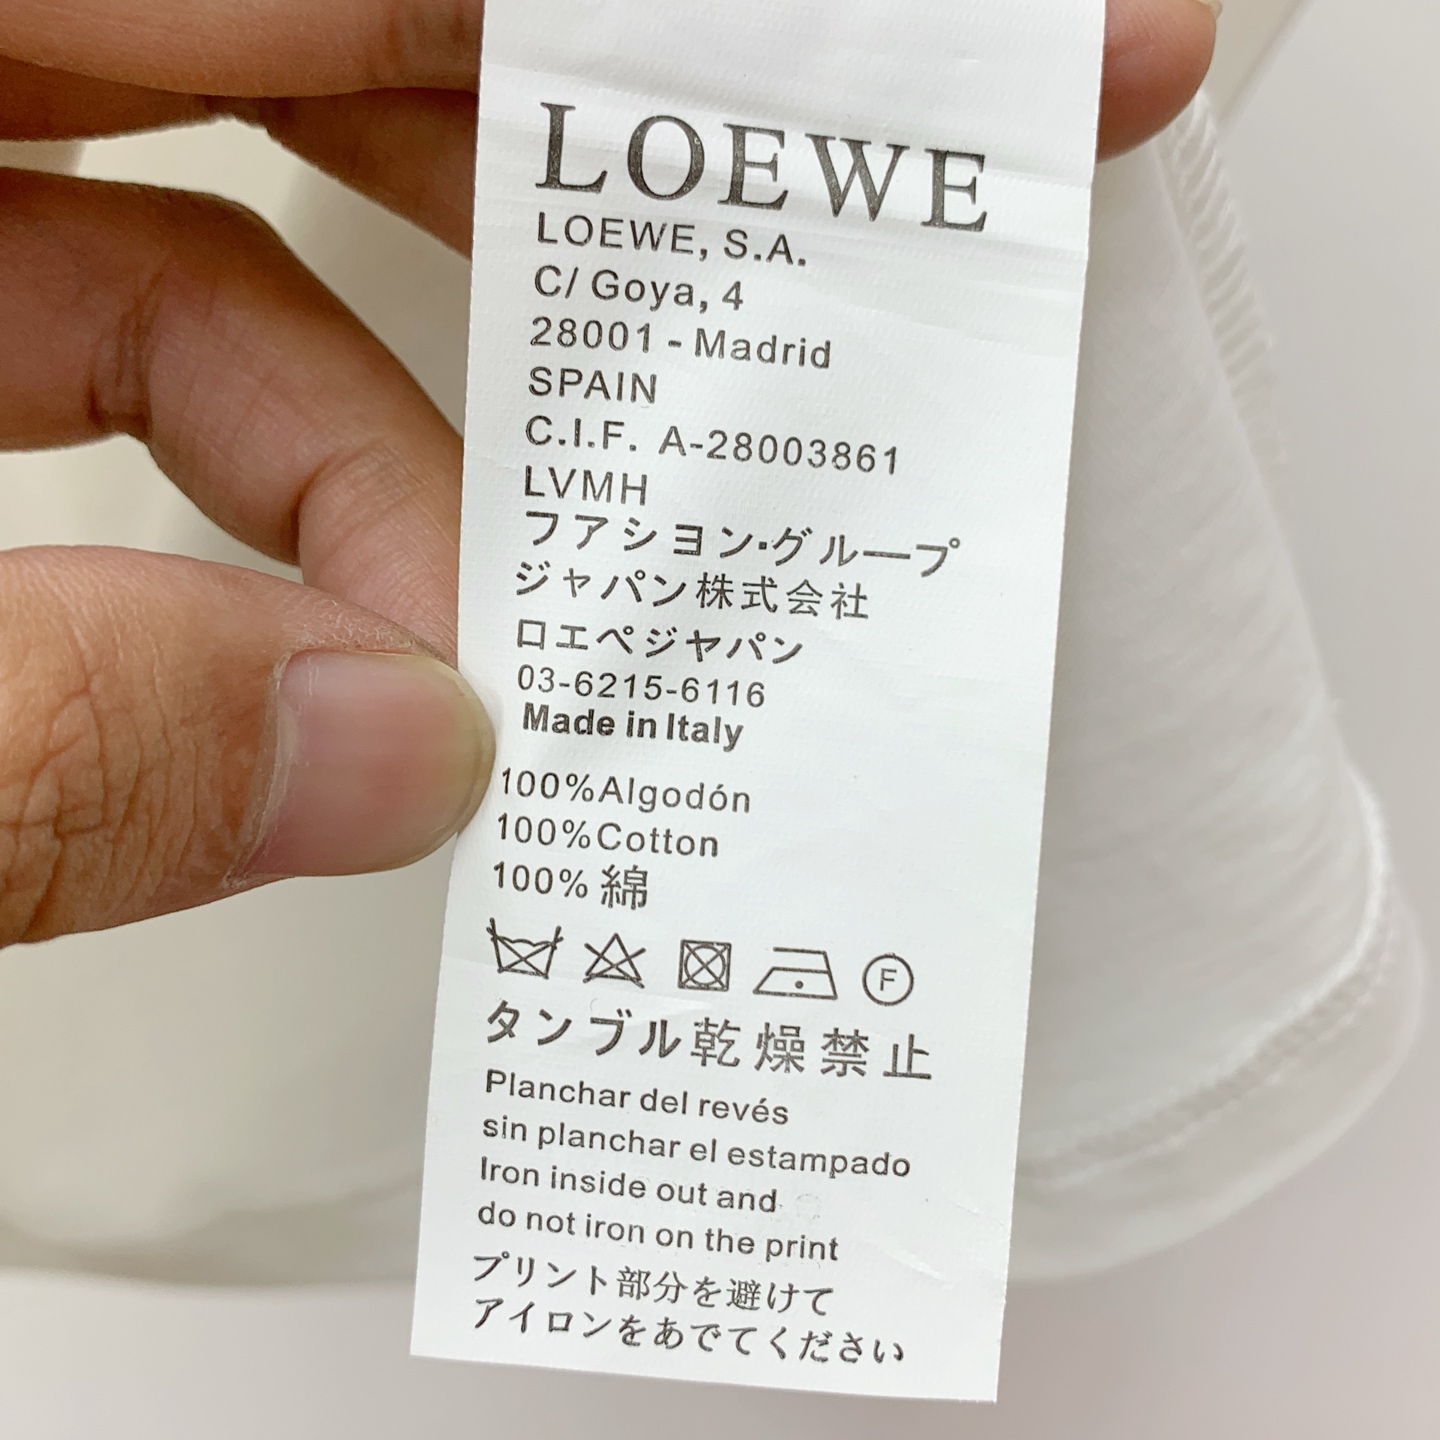 LOEWE
LOEWE, S.A.
C/ Goya, 4
28001 - Madrid
SPAIN
C.I.F. A-28003861
LVMH
フアシヨン·グループ
ジャパン株式会社
ロエペジヤパン
03-6215-6116
Made in Italy
100%Algodón
100%Cotton
100% 綿
F
タンブル乾燥禁止
Planchar del revés
sin planchar el estampado
Iron inside out and
do not iron on the print
プリント部分を避けて
アイロンをあでてください